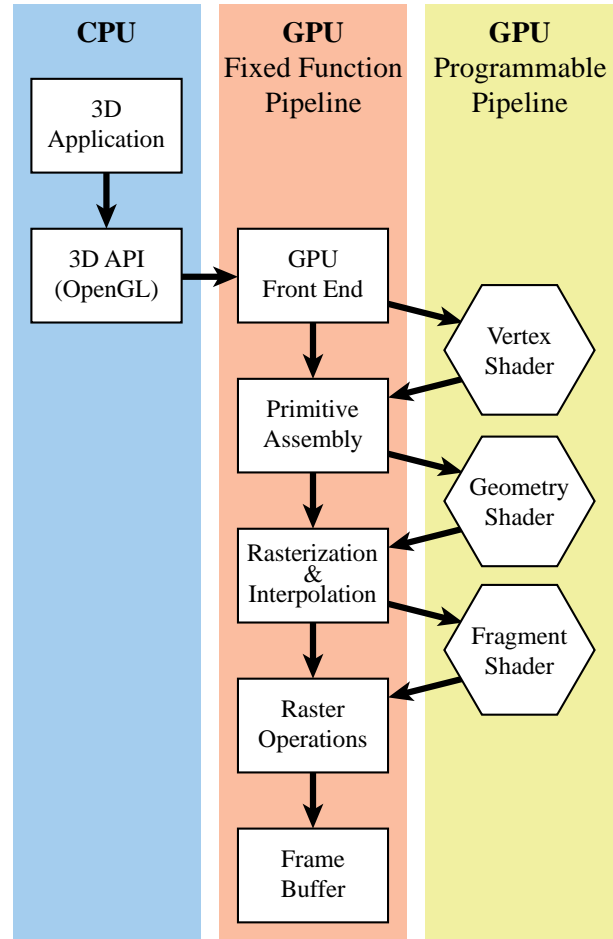 CPU
3D
Application
3D API
(OpenGL)
GPU
Fixed Function
Pipeline
GPU
Front End
Primitive
Assembly
Rasterization
&
Interpolation
Raster
Operations
Frame
Buffer
GPU
Programmable
Pipeline
Vertex
Shader
Geometry
Shader
Fragment
Shader